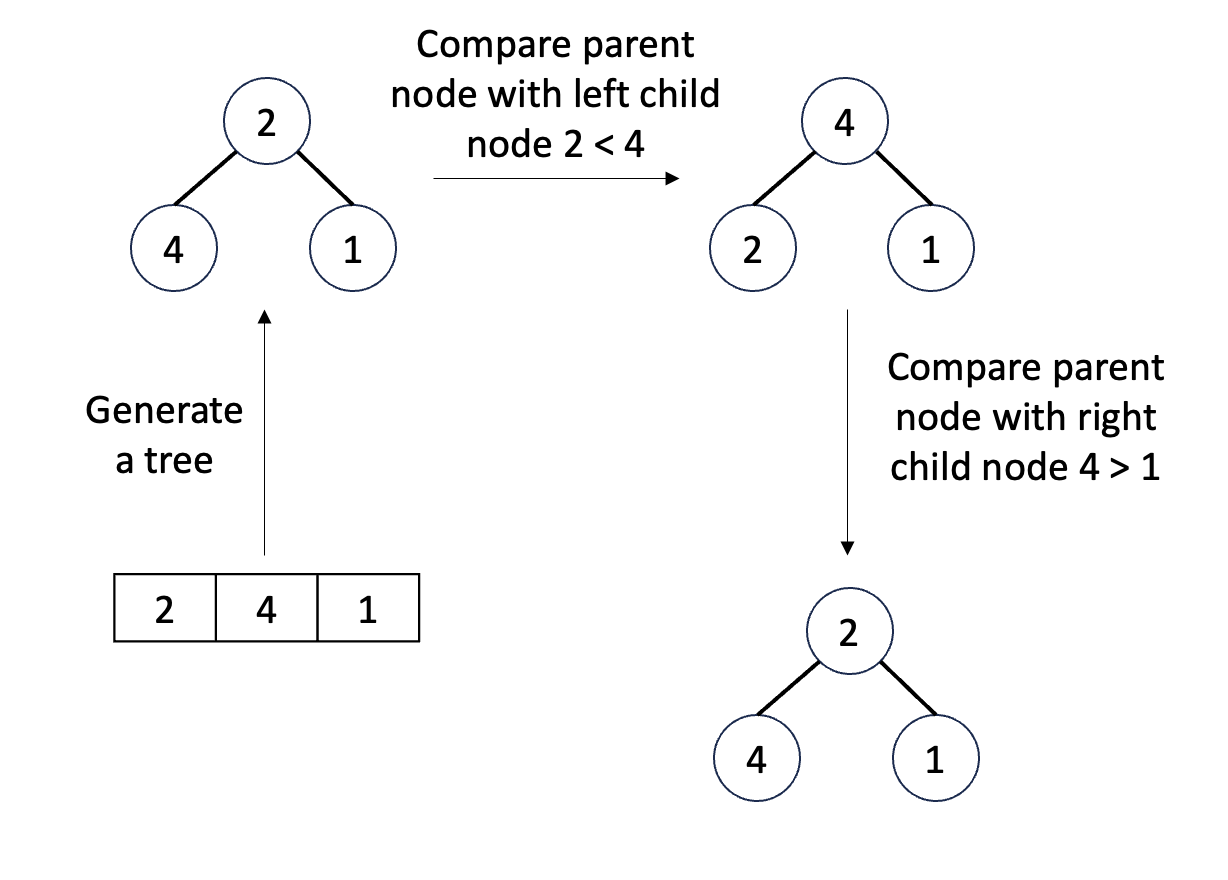 Compare parent
node with left child
node 2 < 4
2
4 1
4
2 1
Generate
a tree
Compare parent
node with right
child node 4 > 1
2 4 1
2
4 1